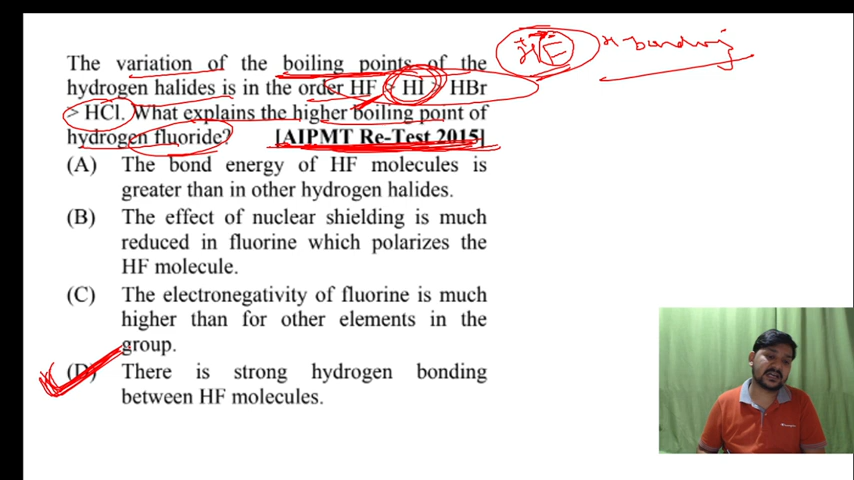 The variation of the boiling points of the
hydrogen halides is in the order HF > HI > HBr
> HCl. What explains the higher boiling point of
hydrogen fluoride? [AIPMT Re-Test 2015]
(A) The bond energy of HF molecules is
greater than in other hydrogen halides.
(B) The effect of nuclear shielding is much
reduced in fluorine which polarizes the
HF molecule.
(C) The electronegativity of fluorine is much
higher than for other elements in the
group.
(D) There is strong hydrogen bonding
between HF molecules.
H-bonding